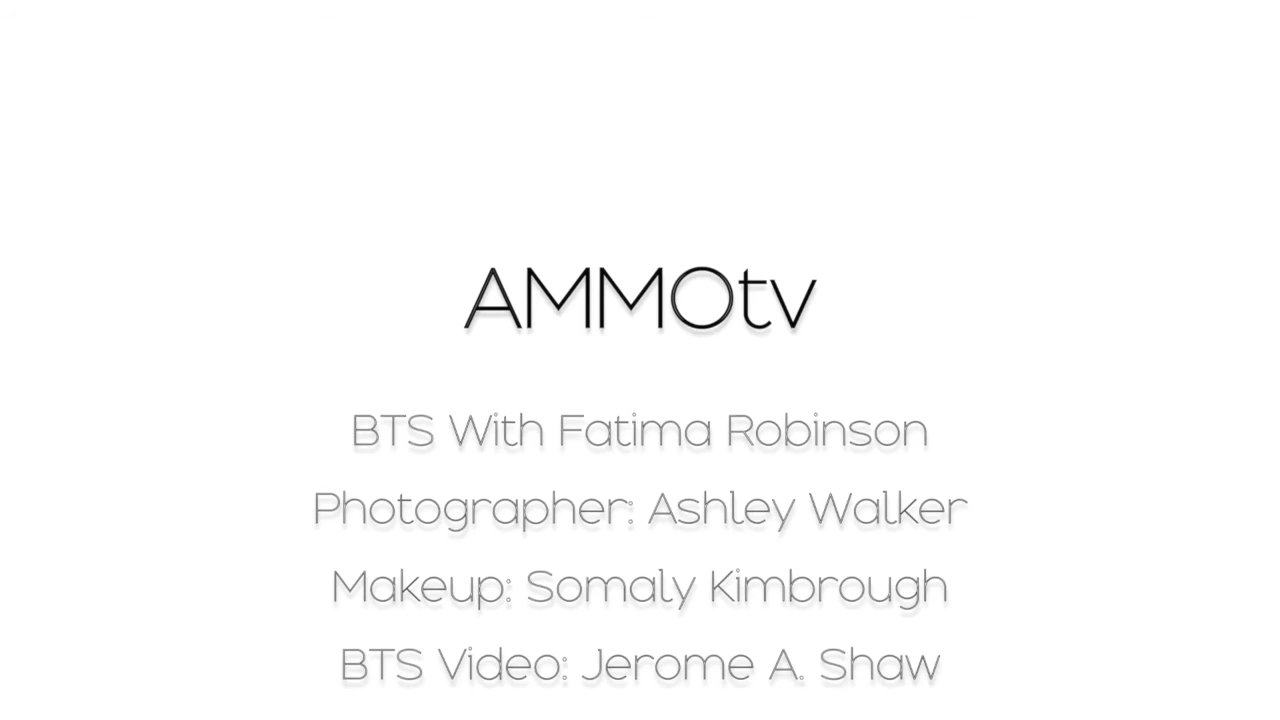 AMMOtv
BTS With Fatima Robinson
Photographer: Ashley Walker
Makeup: Somaly Kimbrough
BTS Video: Jerome A. Shaw